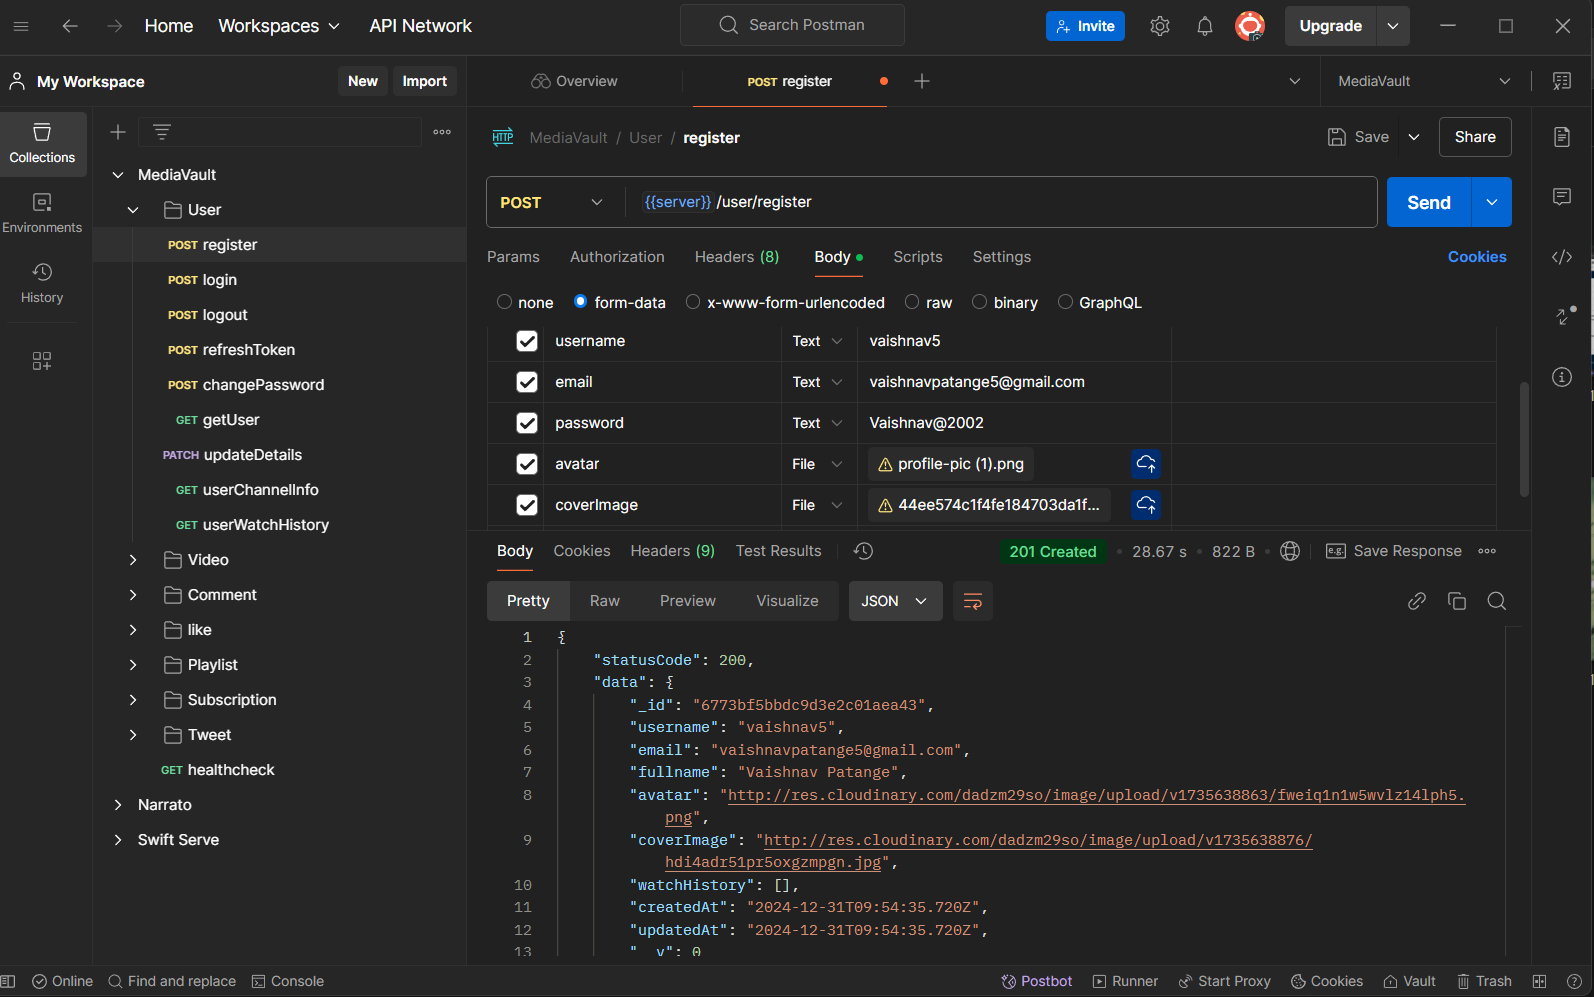 Home Workspaces API Network Search Postman Invite Upgrade
My Workspace New Import Overview POST register MediaVault
Collections
Environments
History
MediaVault
User
POST register
POST login
POST logout
POST refreshToken
POST changePassword
GET getUser
PATCH updateDetails
GET userChannelInfo
GET userWatchHistory
Video
Comment
like
Playlist
Subscription
Tweet
GET healthcheck
Narrato
Swift Serve
HTTP MediaVault / User / register Save Share
POST {{server}}/user/register Send
Params Authorization Headers (8) Body Scripts Settings Cookies
none form-data x-www-form-urlencoded raw binary GraphQL
username Text vaishnav5
email Text vaishnavpatange5@gmail.com
password Text Vaishnav@2002
avatar File profile-pic (1).png
coverImage File 44ee574c1f4fe184703da1f...
Body Cookies Headers (9) Test Results 201 Created 28.67 s 822 B e.g. Save Response
Pretty Raw Preview Visualize JSON
1 {
2 "statusCode": 200,
3 "data": {
4 "_id": "6773bf5bbdc9d3e2c01aea43",
5 "username": "vaishnav5",
6 "email": "vaishnavpatange5@gmail.com",
7 "fullname": "Vaishnav Patange",
8 "avatar": "http://res.cloudinary.com/dadzm29so/image/upload/v1735638863/fweiq1n1w5wvlz14lph5.
png",
9 "coverImage": "http://res.cloudinary.com/dadzm29so/image/upload/v1735638876/
hdi4adr51pr5oxgzmpgn.jpg",
10 "watchHistory": [],
11 "createdAt": "2024-12-31T09:54:35.720Z",
12 "updatedAt": "2024-12-31T09:54:35.720Z",
13 "__v": 0
Online Find and replace Console Postbot Runner Start Proxy Cookies Vault Trash